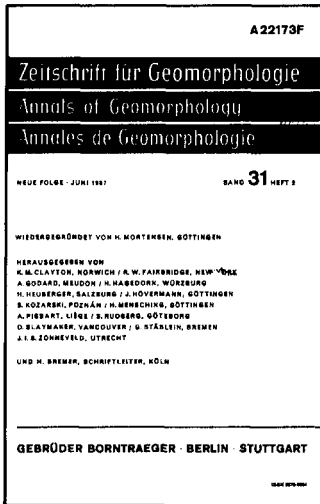 A 22173 F
Zeitschrift für Geomorphologie
Annals of Geomorphology
Annales de Géomorphologie
NEUE FOLGE · JUNI 1987 BAND 31 HEFT 2
WIEDERGEGRÜNDET VON H. MORTENSEN, GÖTTINGEN
HERAUSGEGEBEN VON
K. M. CLAYTON, NORWICH / R. W. FAIRBRIDGE, NEW YORK
A. GODARD, MEUDON / H. HAGEDORN, WÜRZBURG
H. HEUBERGER, SALZBURG / J. HÖVERMANN, GÖTTINGEN
S. KOZARSKI, POZNAŃ / H. MENSCHING, GÖTTINGEN
A. PISSART, LIÈGE / S. RUDBERG, GÖTEBORG
O. SLAYMAKER, VANCOUVER / G. STÄBLEIN, BREMEN
J. I. S. ZONNEVELD, UTRECHT
UND H. BREMER, SCHRIFTLEITER, KÖLN
GEBRÜDER BORNTRAEGER · BERLIN · STUTTGART